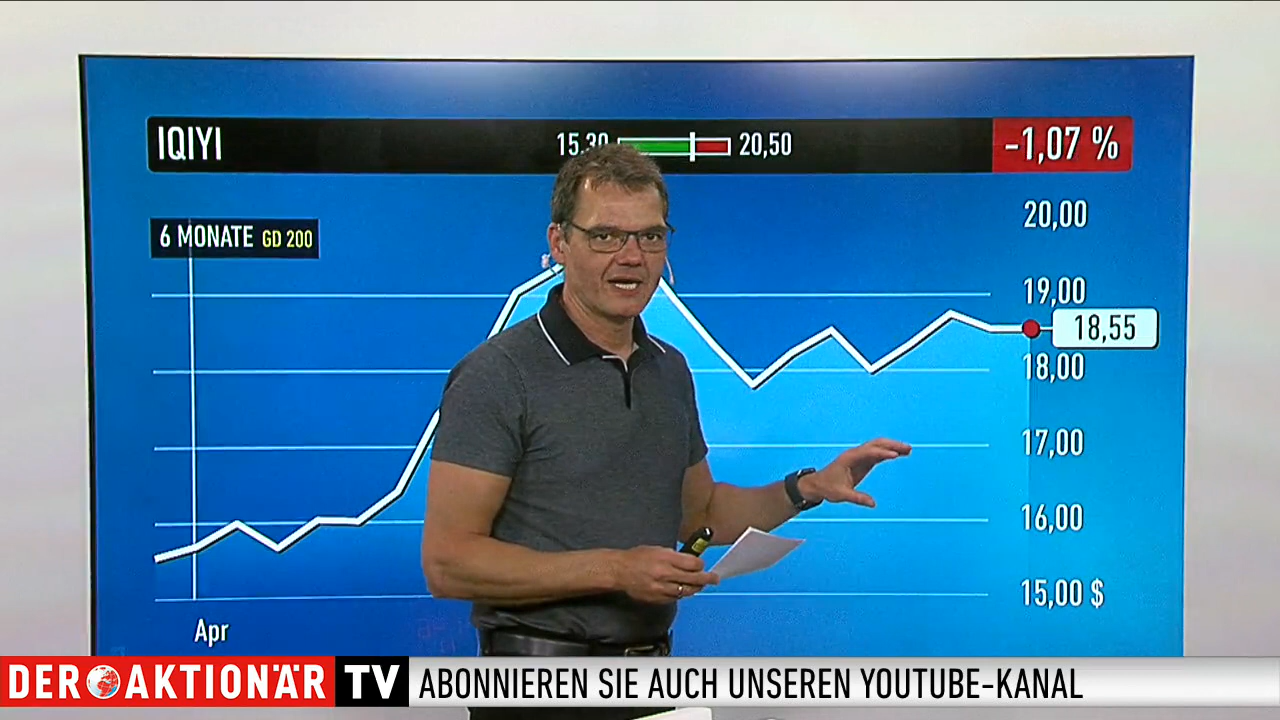 IQIYI 15,30 20,50 -1,07 %
6 MONATE GD 200
20,00
19,00
18,55
18,00
17,00
16,00
15,00 $
Apr
DER AKTIONÄR TV ABONNIEREN SIE AUCH UNSEREN YOUTUBE-KANAL